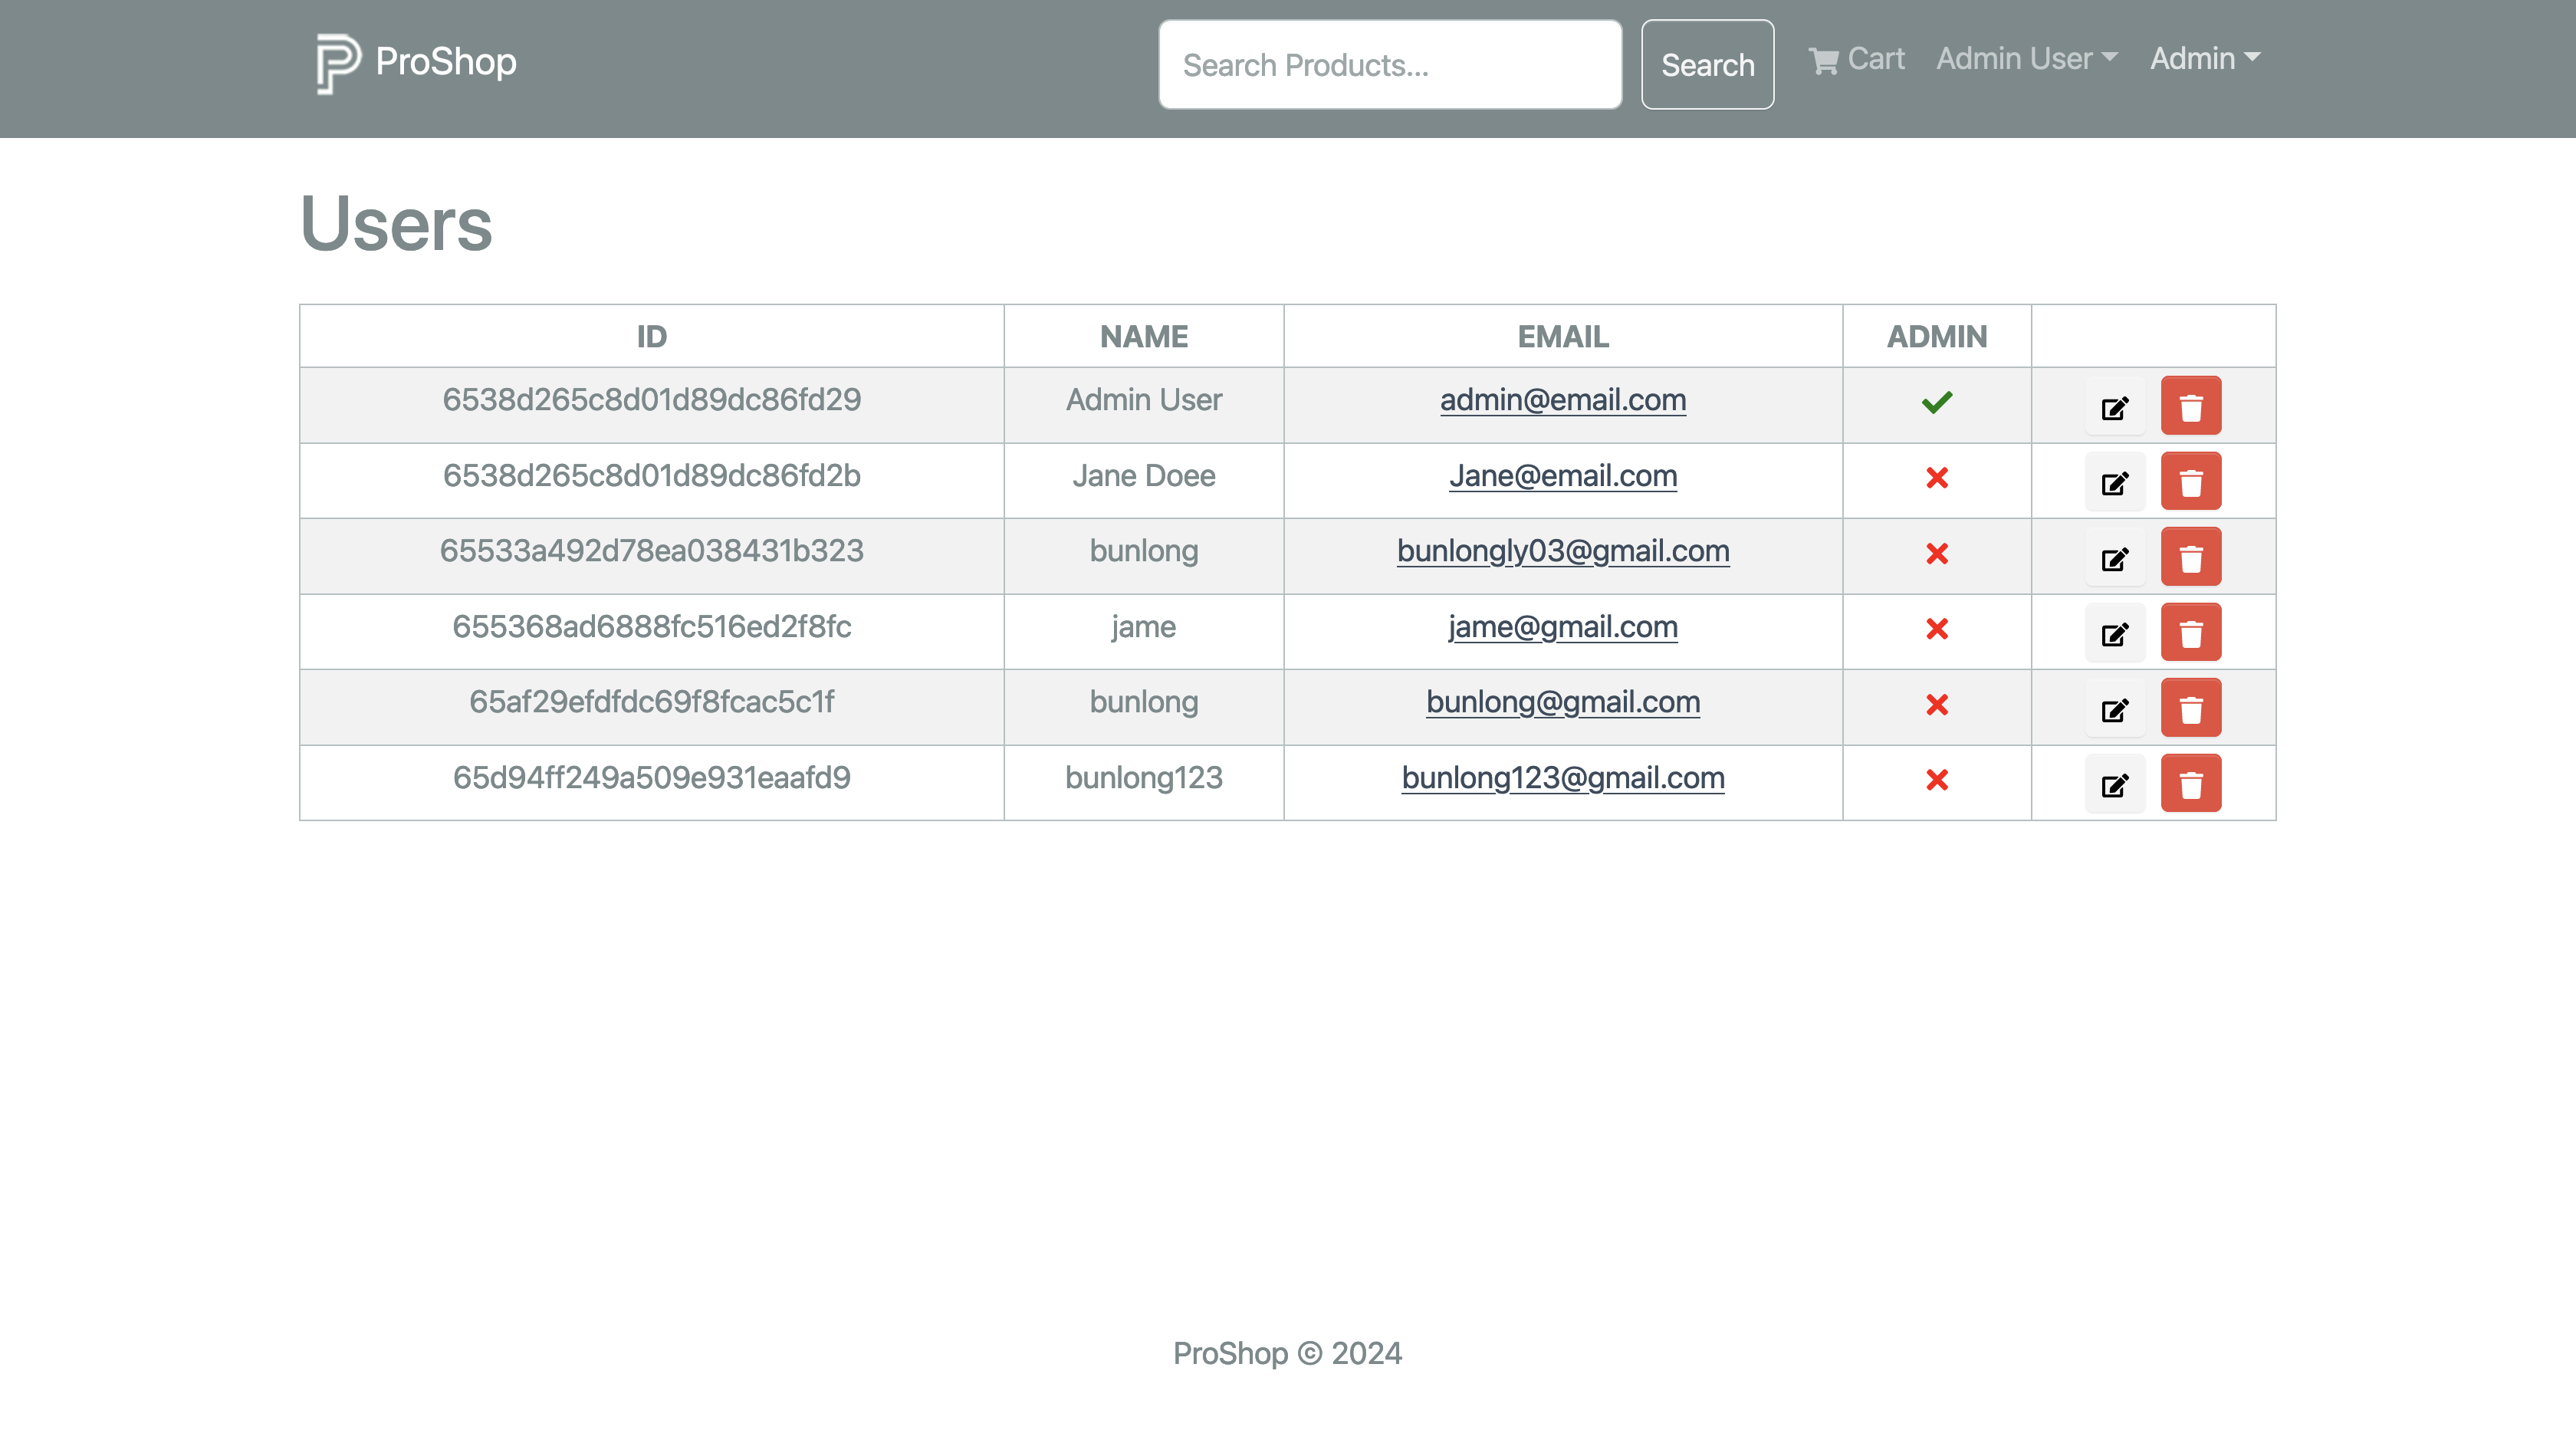 ProShop
Search Products...
Search
Cart
Admin User
Admin
Users
ID NAME EMAIL ADMIN
6538d265c8d01d89dc86fd29 Admin User admin@email.com
6538d265c8d01d89dc86fd2b Jane Doee Jane@email.com
65533a492d78ea038431b323 bunlong bunlongly03@gmail.com
655368ad6888fc516ed2f8fc jame jame@gmail.com
65af29efdfdc69f8fcac5c1f bunlong bunlong@gmail.com
65d94ff249a509e931eaafd9 bunlong123 bunlong123@gmail.com
ProShop © 2024